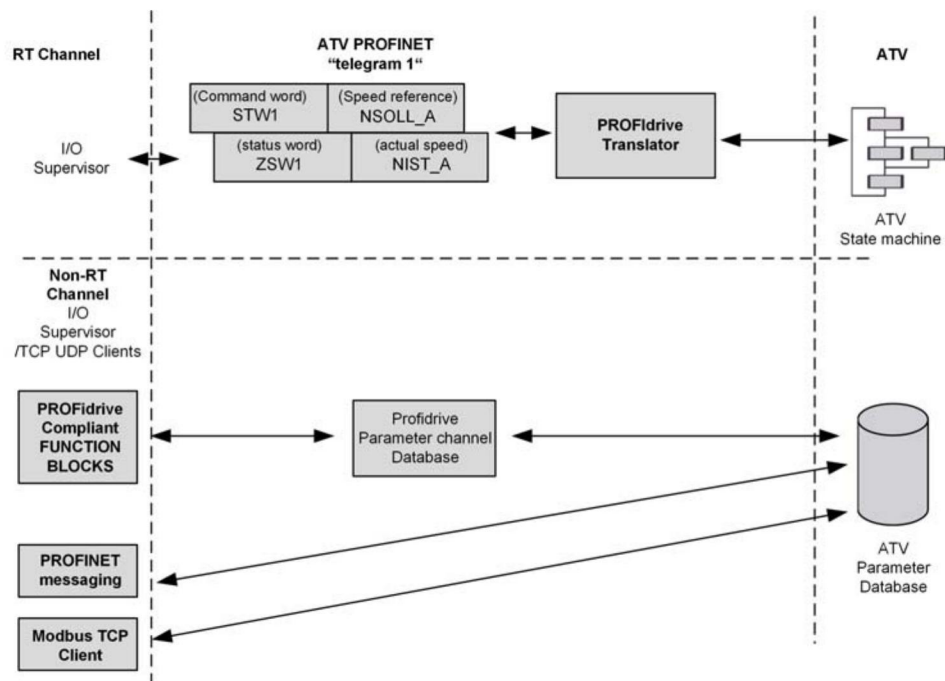 RT Channel
ATV PROFINET
"telegram 1"
ATV
(Command word)
STW1
(Speed reference)
NSOLL_A
(status word)
ZSW1
(actual speed)
NIST_A
PROFIdrive
Translator
I/O
Supervisor
ATV
State machine
Non-RT
Channel
I/O
Supervisor
/TCP UDP Clients
PROFidrive
Compliant
FUNCTION
BLOCKS
Profidrive
Parameter channel
Database
PROFINET
messaging
ATV
Parameter
Database
Modbus TCP
Client